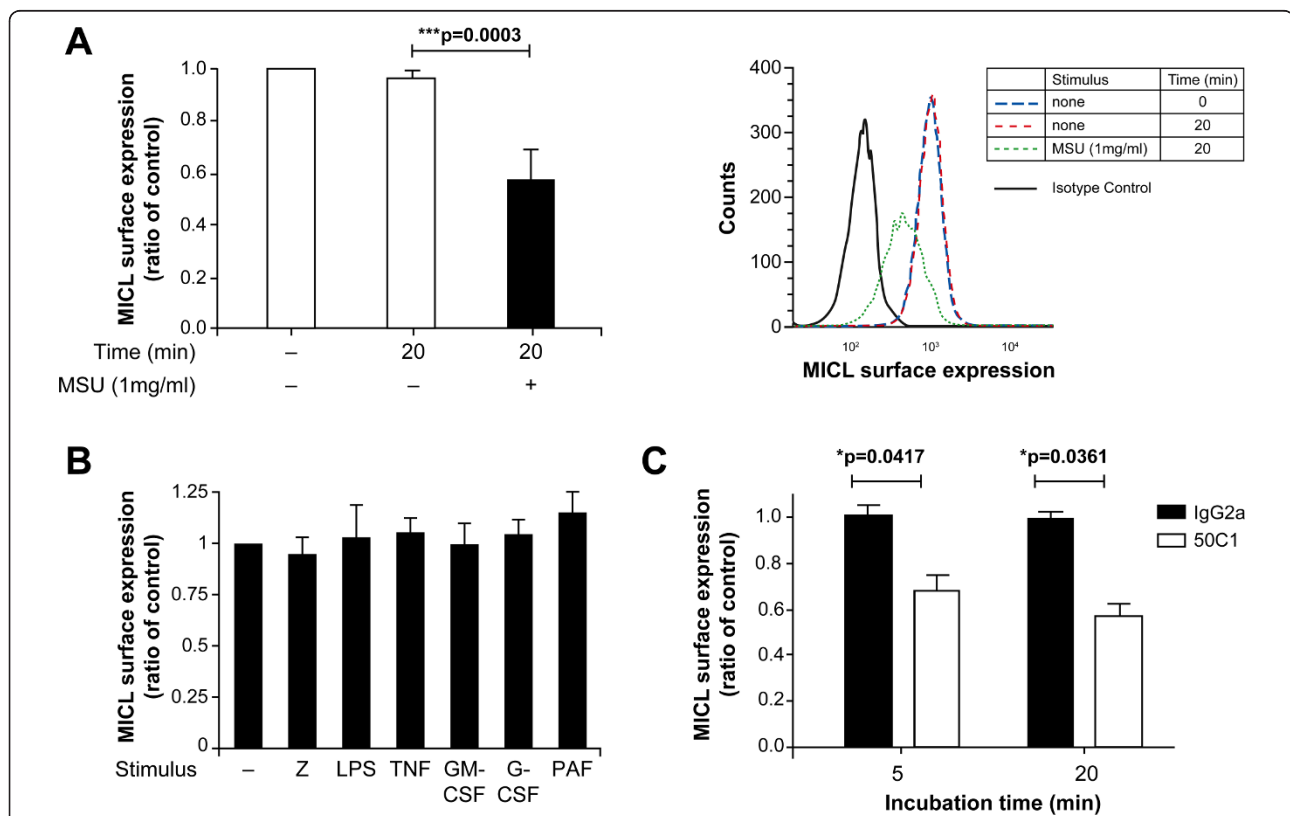 A
***p=0.0003
MICL surface expression
(ratio of control)
1.0
0.8
0.6
0.4
0.2
0.0
Time (min) – 20 20
MSU (1mg/ml) – – +
Counts
400
300
200
100
0
10²
10³
10⁴
MICL surface expression
Stimulus Time (min)
none 0
none 20
MSU (1mg/ml) 20
Isotype Control
B
MICL surface expression
(ratio of control)
1.25
1
0.75
0.5
1.25
0
Stimulus – Z LPS TNF GM- G- PAF
CSF CSF
C
*p=0.0417 *p=0.0361
MICL surface expression
(ratio of control)
1.0
0.8
0.6
0.4
0.2
0.0
5 20
Incubation time (min)
IgG2a
50C1